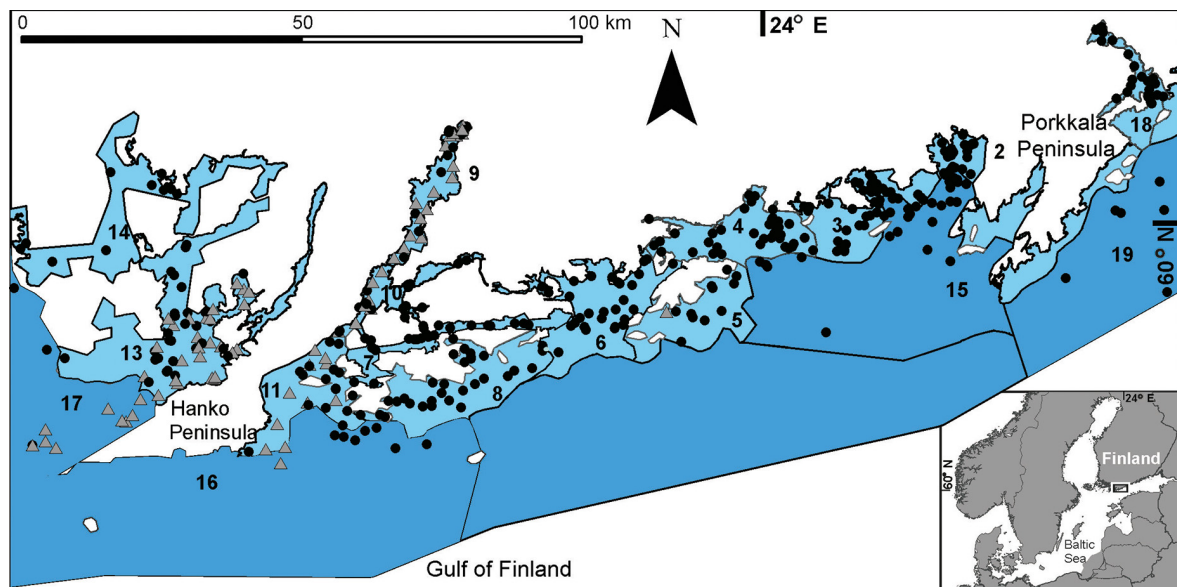 0
50
100 km
N
24° E
Porkkala
Peninsula
18
2
9
4
3
14
60° N
19
10
15
5
6
13
7
11
8
17
Hanko
Peninsula
16
Gulf of Finland
24° E
60° N
Finland
Baltic
Sea